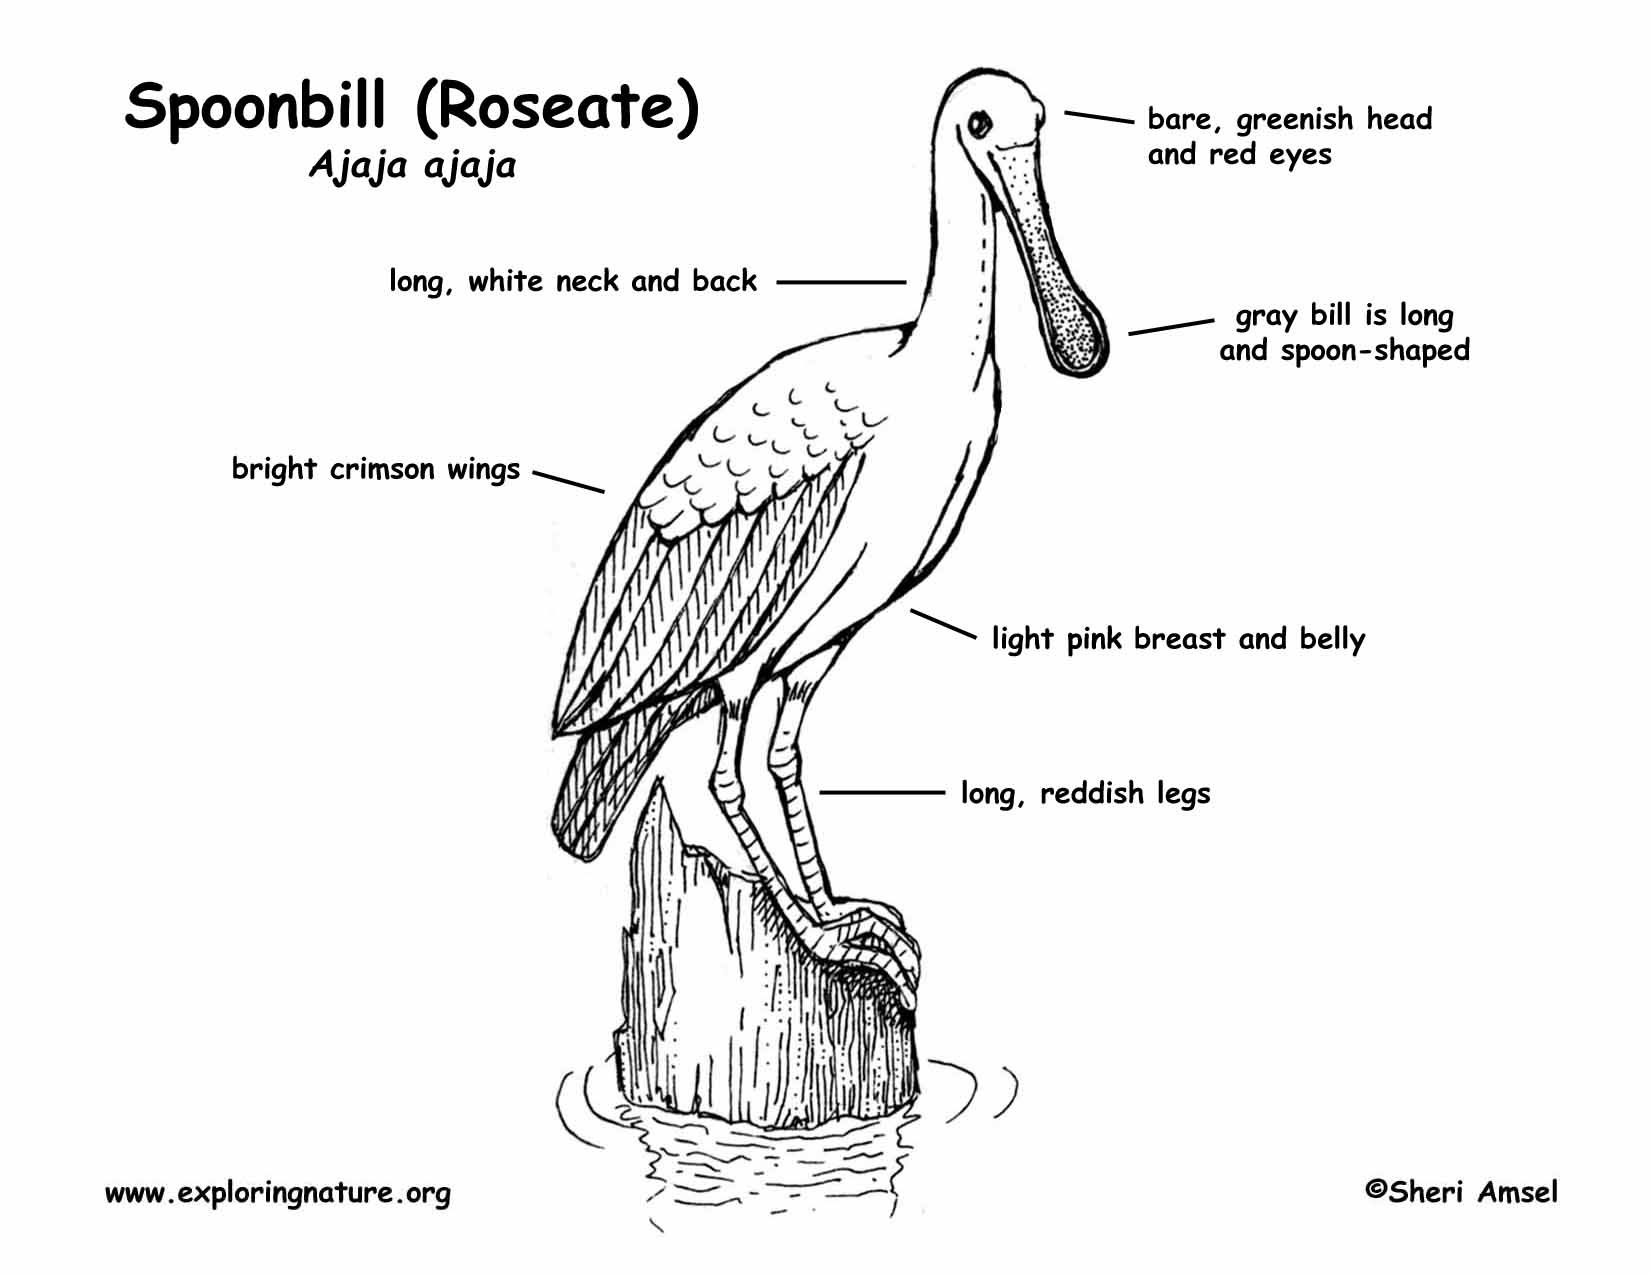 Spoonbill (Roseate)
Ajaja ajaja
bare, greenish head
and red eyes
long, white neck and back
gray bill is long
and spoon-shaped
bright crimson wings
light pink breast and belly
long, reddish legs
www.exploringnature.org
©Sheri Amsel